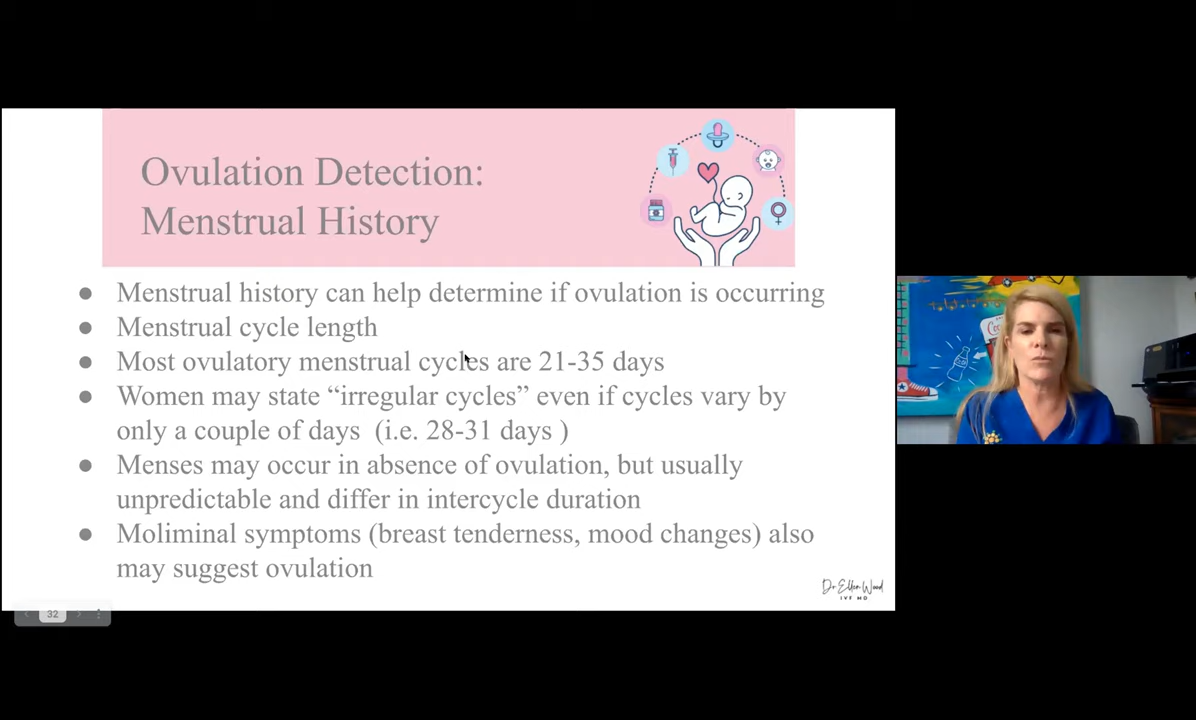 Ovulation Detection:
Menstrual History
● Menstrual history can help determine if ovulation is occurring
● Menstrual cycle length
● Most ovulatory menstrual cycles are 21-35 days
● Women may state “irregular cycles” even if cycles vary by
only a couple of days (i.e. 28-31 days )
● Menses may occur in absence of ovulation, but usually
unpredictable and differ in intercycle duration
● Moliminal symptoms (breast tenderness, mood changes) also
may suggest ovulation
Dr Ellen Wood
IVF MD
32